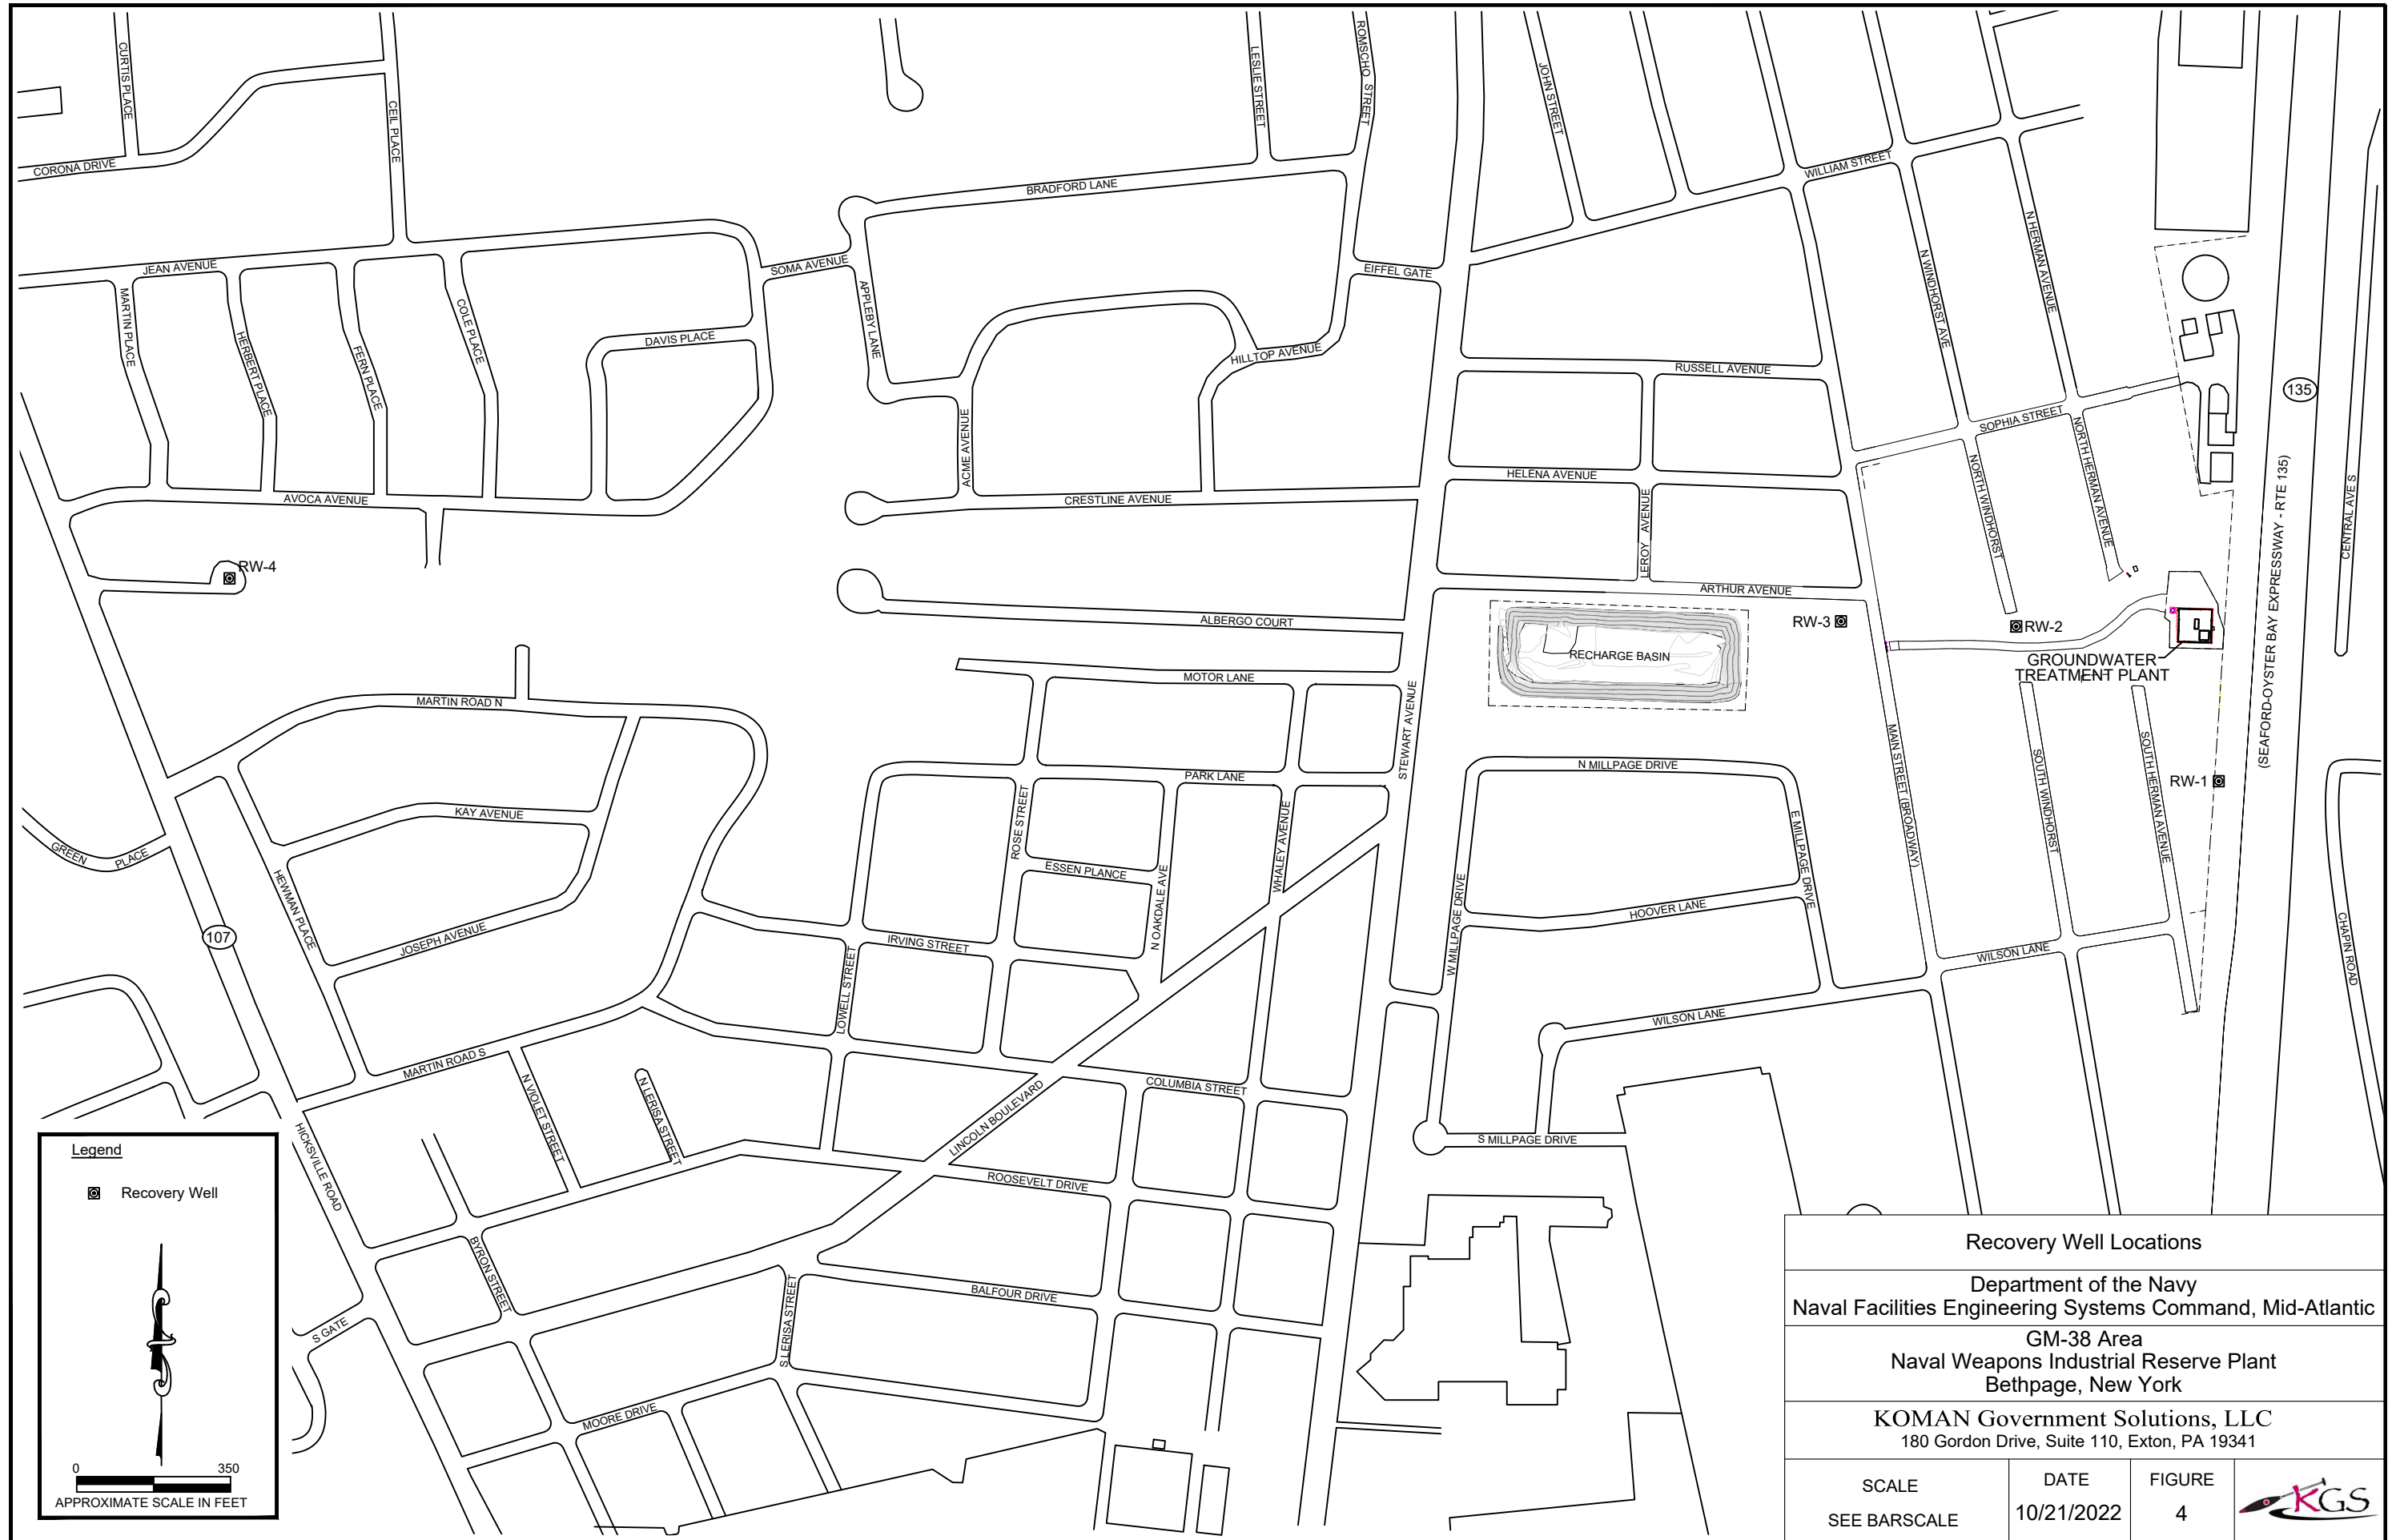 CURTIS PLACE
CORONA DRIVE
CEIL PLACE
LESLIE STREET
ROMSCHO STREET
JOHN STREET
WILLIAM STREET
BRADFORD LANE
N HERMAN AVENUE
N WINDHORST AVE
JEAN AVENUE
SOMA AVENUE
EIFFEL GATE
MARTIN PLACE
HERBERT PLACE
FERN PLACE
COLE PLACE
DAVIS PLACE
APPLEBY LANE
HILLTOP AVENUE
RUSSELL AVENUE
135
SOPHIA STREET
ACME AVENUE
AVOCA AVENUE
CRESTLINE AVENUE
HELENA AVENUE
LEROY AVENUE
NORTH WINDHORST
NORTH HERMAN AVENUE
(SEAFORD-OYSTER BAY EXPRESSWAY - RTE 135)
CENTRAL AVE S
RW-4
ARTHUR AVENUE
ALBERGO COURT
RW-3
RW-2
RECHARGE BASIN
GROUNDWATER
TREATMENT PLANT
MOTOR LANE
MARTIN ROAD N
STEWART AVENUE
PARK LANE
N MILLPAGE DRIVE
MAIN STREET (BROADWAY)
SOUTH WINDHORST
SOUTH HERMAN AVENUE
RW-1
KAY AVENUE
ROSE STREET
WHALEY AVENUE
E MILLPAGE DRIVE
GREEN PLACE
ESSEN PLANCE
HEWMAN PLACE
N OAKDALE AVE
W MILLPAGE DRIVE
HOOVER LANE
CHAPIN ROAD
107
JOSEPH AVENUE
IRVING STREET
WILSON LANE
LOWELL STREET
WILSON LANE
MARTIN ROAD S
N VIOLET STREET
N LERISA STREET
COLUMBIA STREET
LINCOLN BOULEVARD
S MILLPAGE DRIVE
HICKSVILLE ROAD
ROOSEVELT DRIVE
BYRON STREET
S LERISA STREET
BALFOUR DRIVE
S GATE
MOORE DRIVE
Legend
Recovery Well
0 350
APPROXIMATE SCALE IN FEET
Recovery Well Locations
Department of the Navy
Naval Facilities Engineering Systems Command, Mid-Atlantic
GM-38 Area
Naval Weapons Industrial Reserve Plant
Bethpage, New York
KOMAN Government Solutions, LLC
180 Gordon Drive, Suite 110, Exton, PA 19341
SCALE
SEE BARSCALE
DATE
10/21/2022
FIGURE
4
KGS